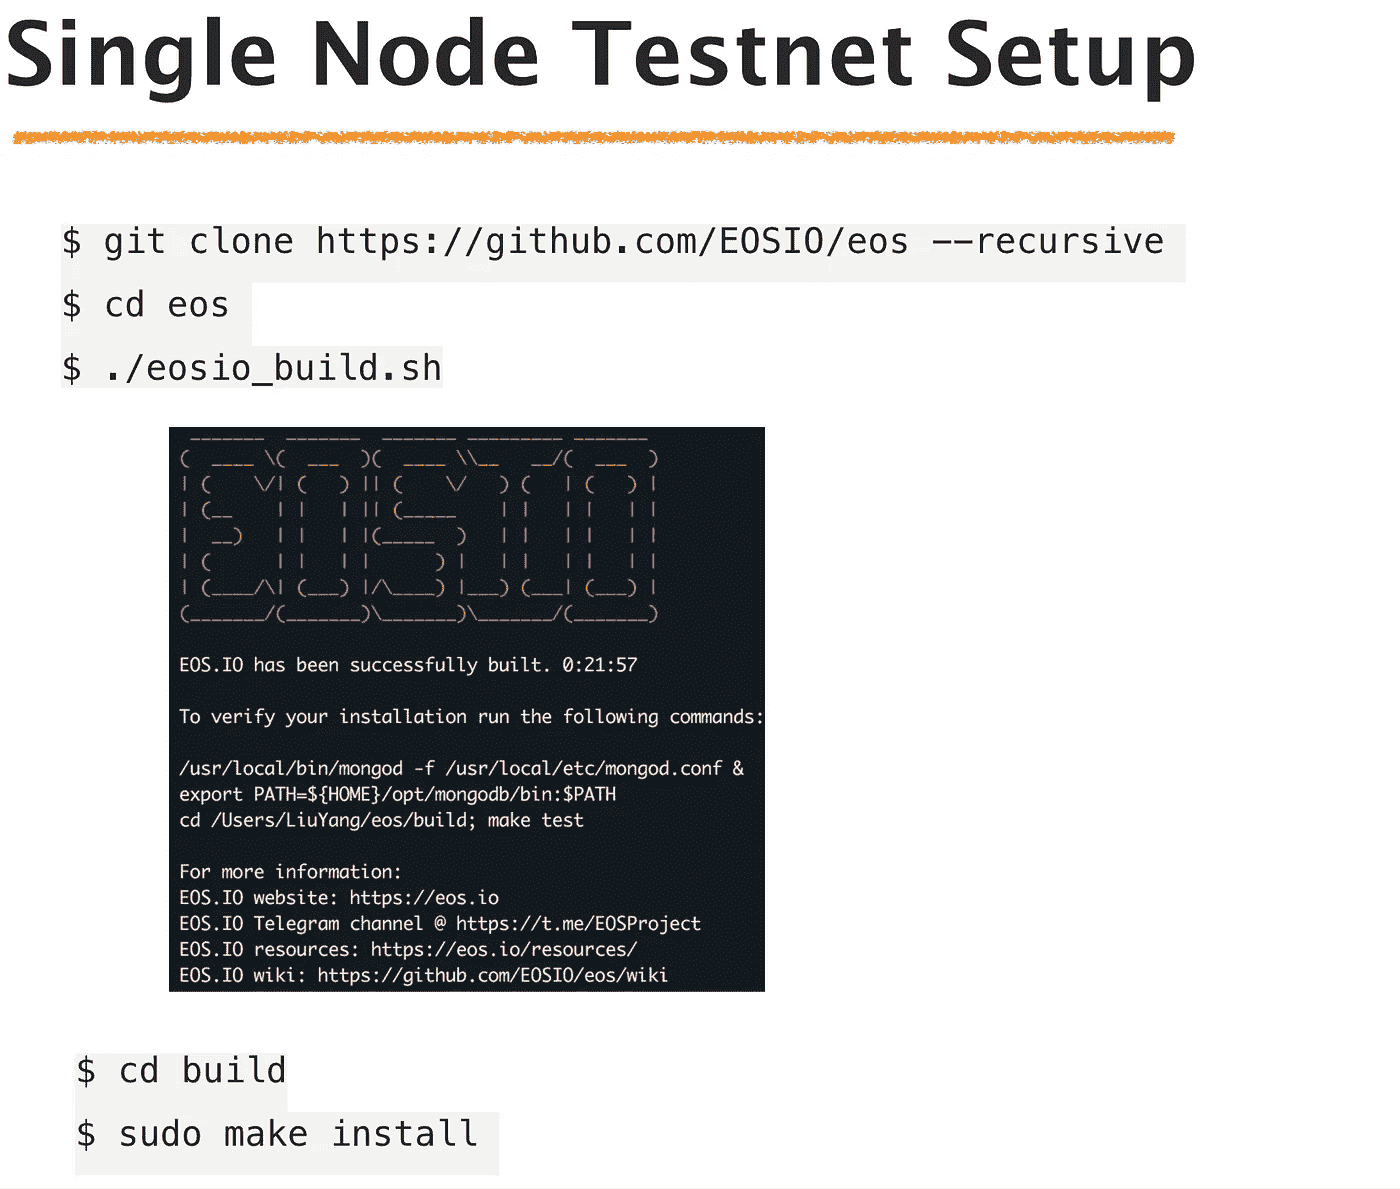 Single Node Testnet Setup
$ git clone https://github.com/EOSIO/eos --recursive
$ cd eos
$ ./eosio_build.sh
EOSIO
EOS.IO has been successfully built. 0:21:57
To verify your installation run the following commands:
/usr/local/bin/mongod -f /usr/local/etc/mongod.conf &
export PATH=${HOME}/opt/mongodb/bin:$PATH
cd /Users/LiuYang/eos/build; make test
For more information:
EOS.IO website: https://eos.io
EOS.IO Telegram channel @ https://t.me/EOSProject
EOS.IO resources: https://eos.io/resources/
EOS.IO wiki: https://github.com/EOSIO/eos/wiki
$ cd build
$ sudo make install